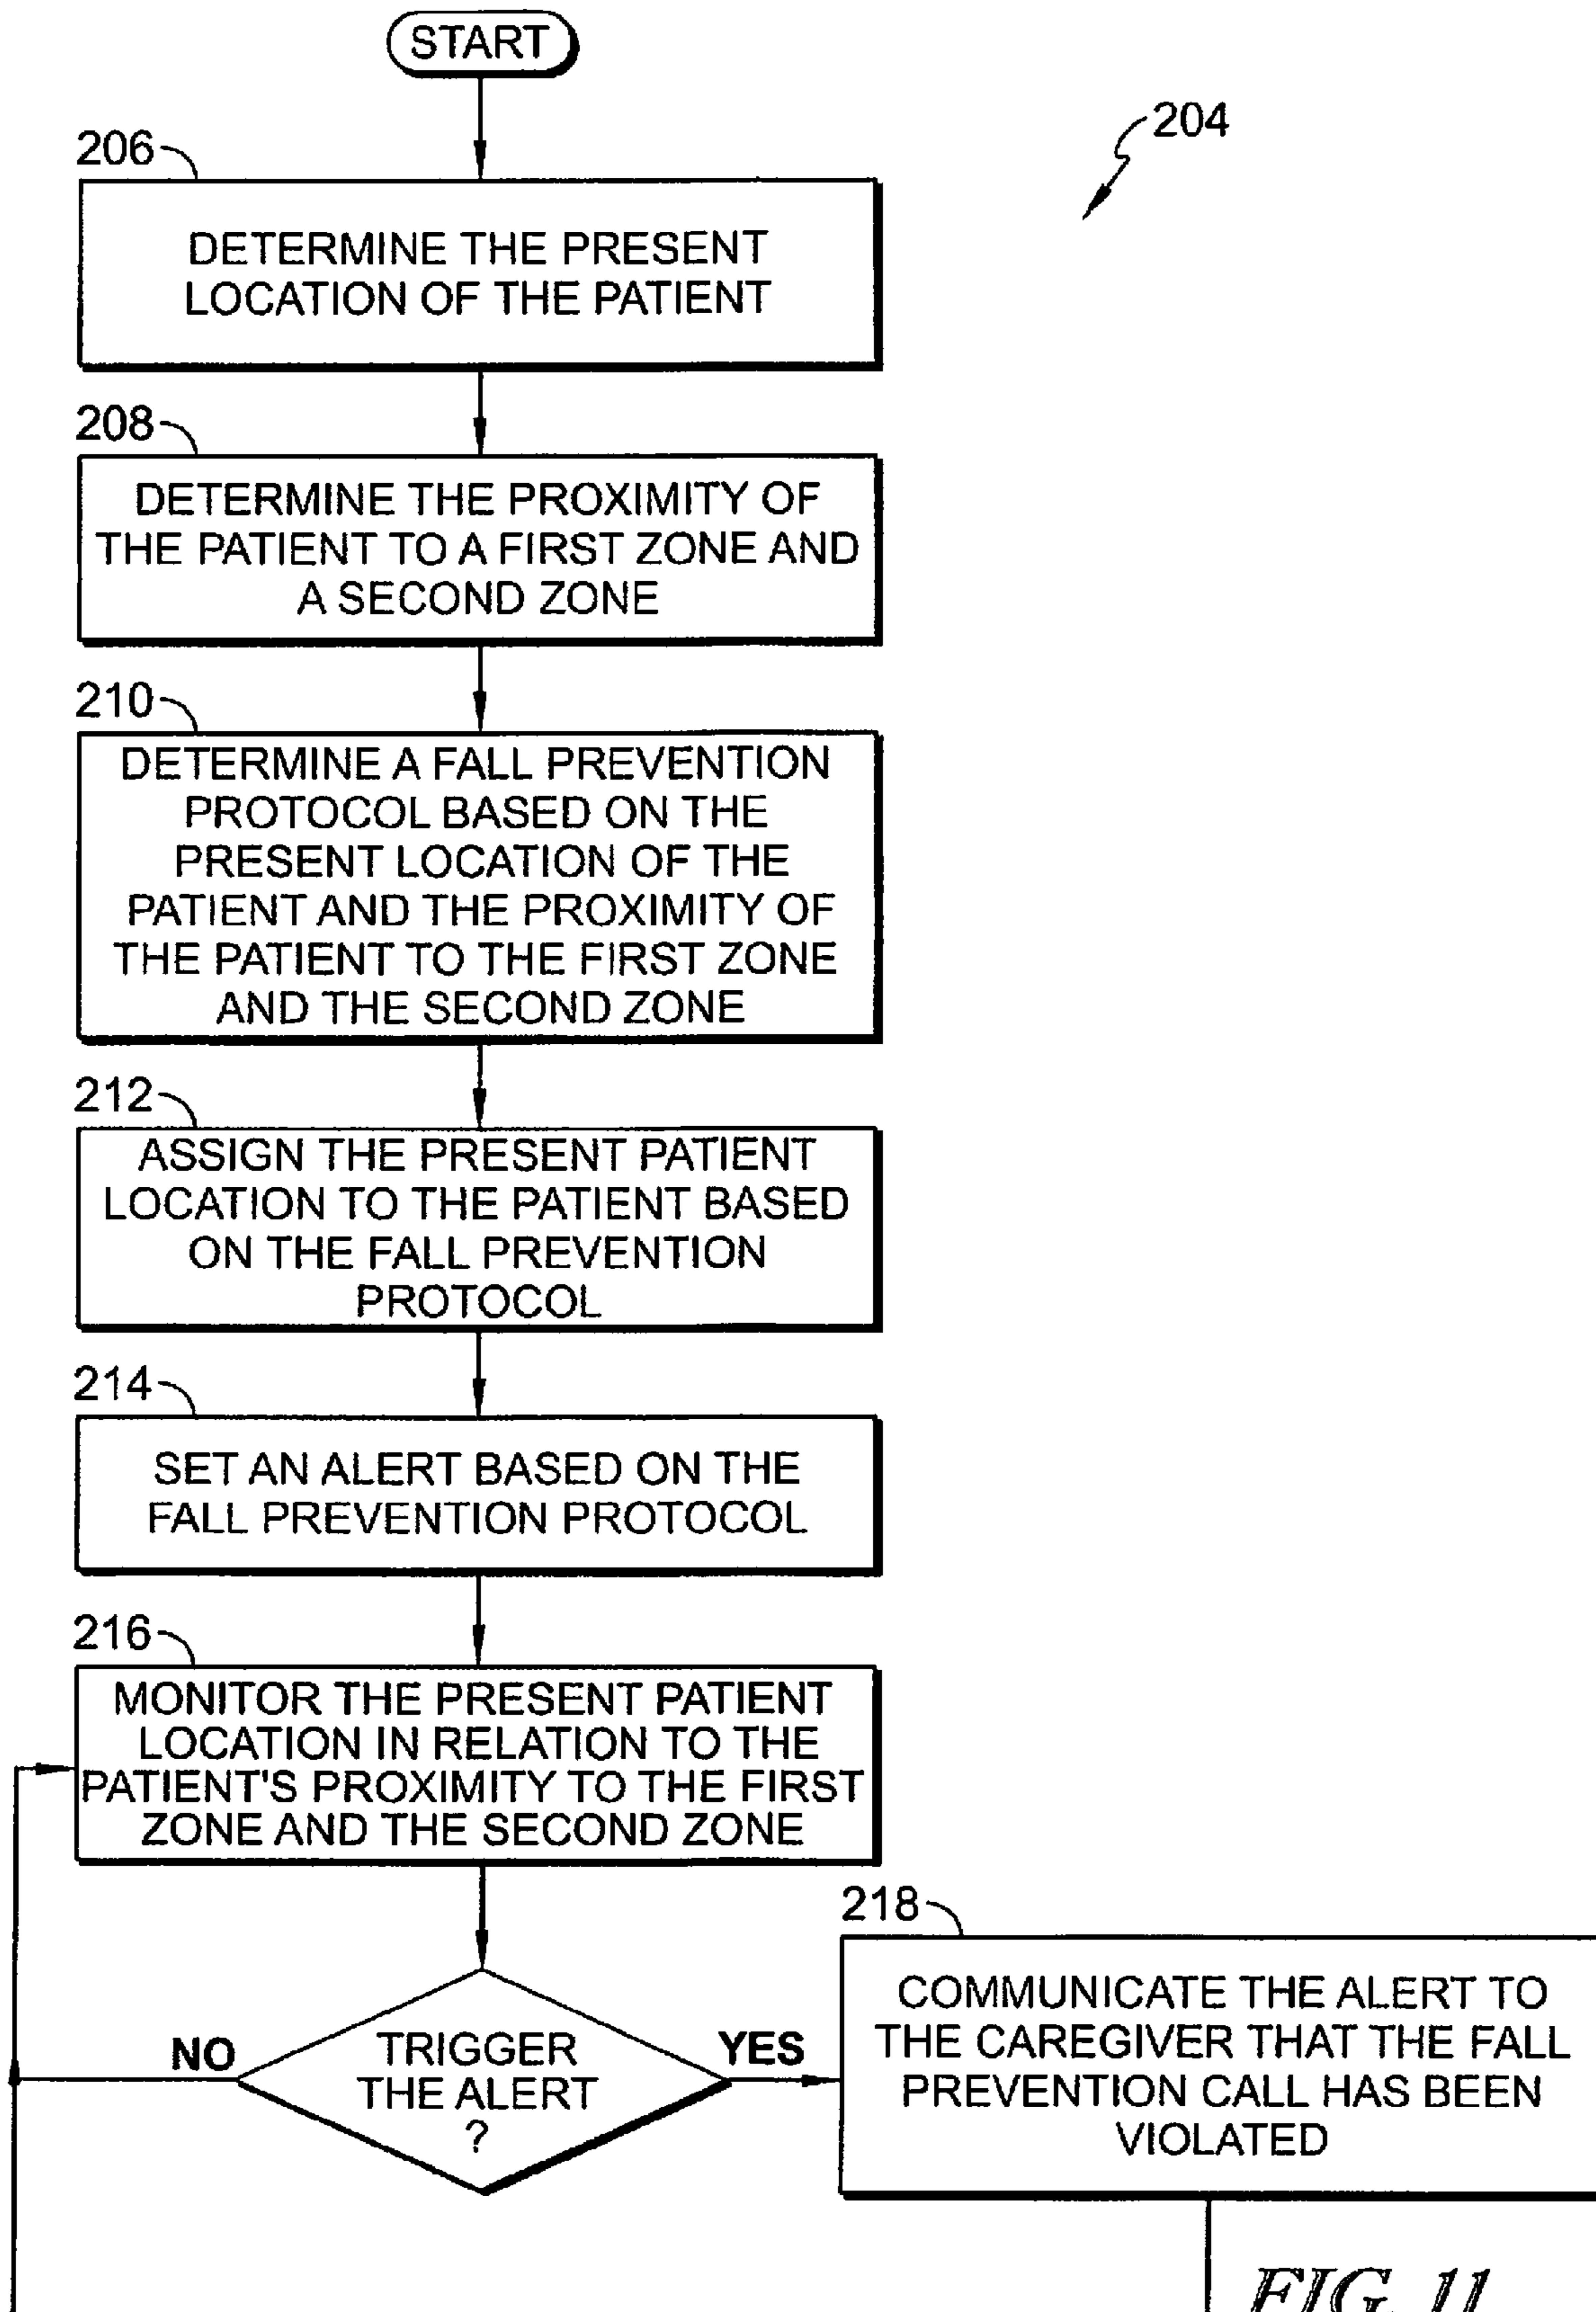 START
204
206
DETERMINE THE PRESENT
LOCATION OF THE PATIENT
208
DETERMINE THE PROXIMITY OF
THE PATIENT TO A FIRST ZONE AND
A SECOND ZONE
210
DETERMINE A FALL PREVENTION
PROTOCOL BASED ON THE
PRESENT LOCATION OF THE
PATIENT AND THE PROXIMITY OF
THE PATIENT TO THE FIRST ZONE
AND THE SECOND ZONE
212
ASSIGN THE PRESENT PATIENT
LOCATION TO THE PATIENT BASED
ON THE FALL PREVENTION
PROTOCOL
214
SET AN ALERT BASED ON THE
FALL PREVENTION PROTOCOL
216
MONITOR THE PRESENT PATIENT
LOCATION IN RELATION TO THE
PATIENT'S PROXIMITY TO THE FIRST
ZONE AND THE SECOND ZONE
NO
TRIGGER
THE ALERT
?
YES
218
COMMUNICATE THE ALERT TO
THE CAREGIVER THAT THE FALL
PREVENTION CALL HAS BEEN
VIOLATED
FIG. 11